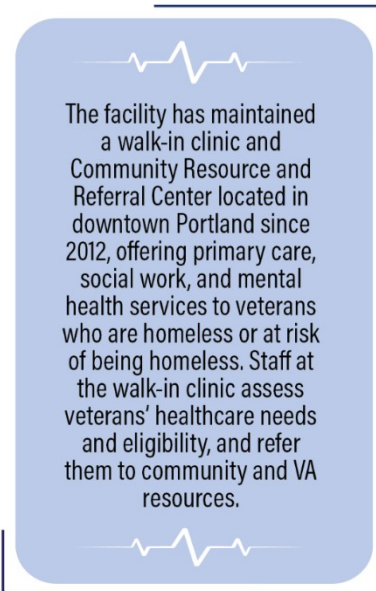 The facility has maintained
a walk-in clinic and
Community Resource and
Referral Center located in
downtown Portland since
2012, offering primary care,
social work, and mental
health services to veterans
who are homeless or at risk
of being homeless. Staff at
the walk-in clinic assess
veterans’ healthcare needs
and eligibility, and refer
them to community and VA
resources.